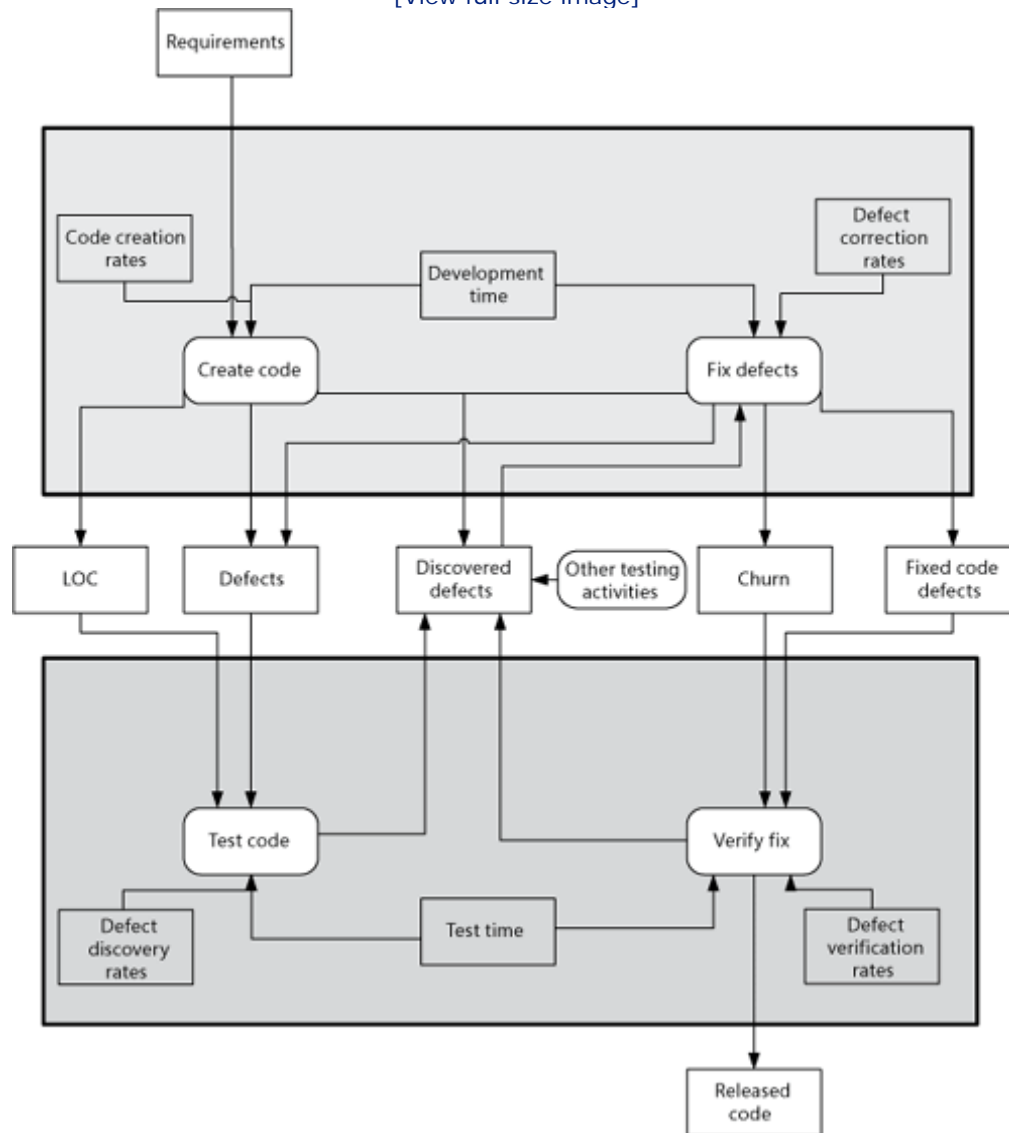 [View full size image]
Requirements
Code creation
rates
Development
time
Defect
correction
rates
Create code
Fix defects
LOC
Defects
Discovered
defects
Other testing
activities
Churn
Fixed code
defects
Test code
Verify fix
Defect
discovery
rates
Test time
Defect
verification
rates
Released
code